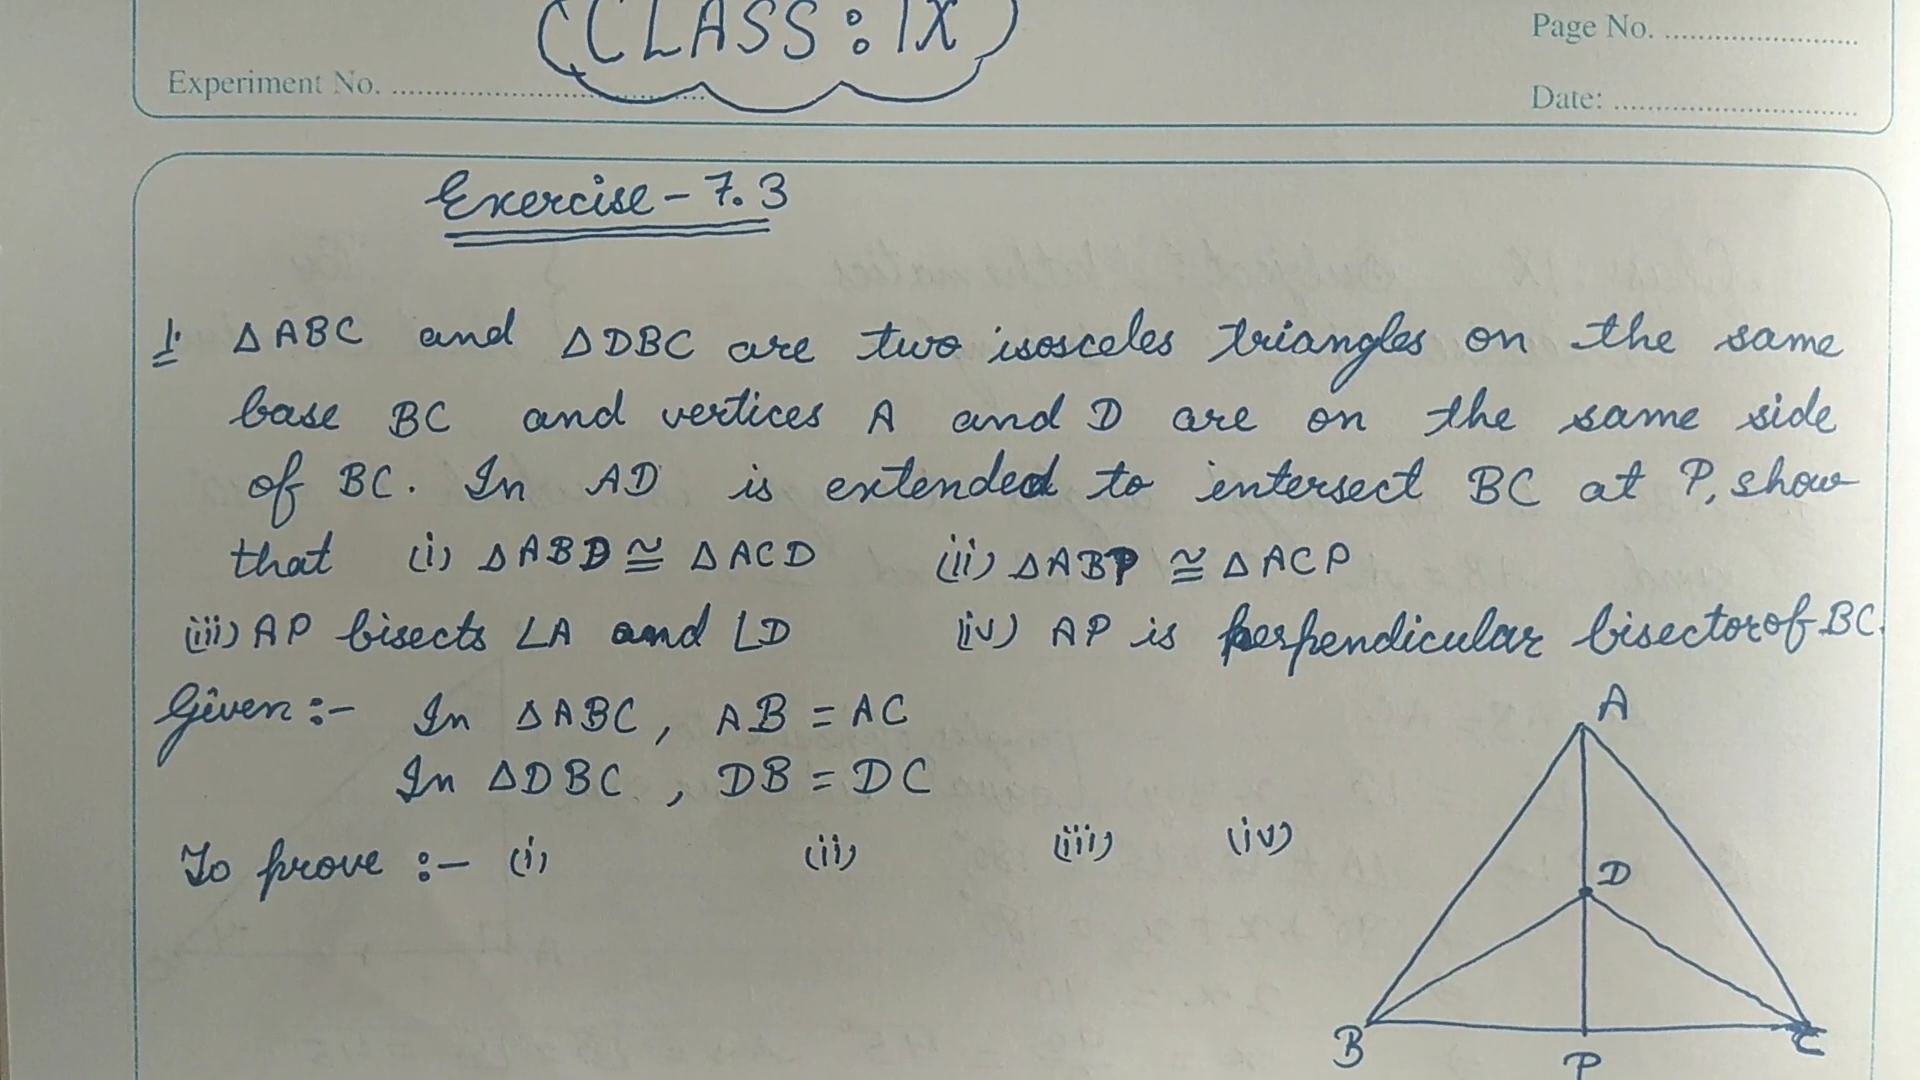 CLASS : IX
Page No. ..............................
Experiment No. ..................................................
Date: ..............................
Exercise - 7.3
1. ΔABC and ΔDBC are two isosceles triangles on the same
base BC and vertices A and D are on the same side
of BC. In AD is extended to intersect BC at P, show
that (i) ΔABD ≅ ΔACD (ii) ΔABP ≅ ΔACP
(iii) AP bisects ∠A and ∠D (iv) AP is perpendicular bisector of BC.
Given :- In ΔABC, AB = AC
In ΔDBC, DB = DC
To prove :- (i) (ii) (iii) (iv)
A
D
B
P
C